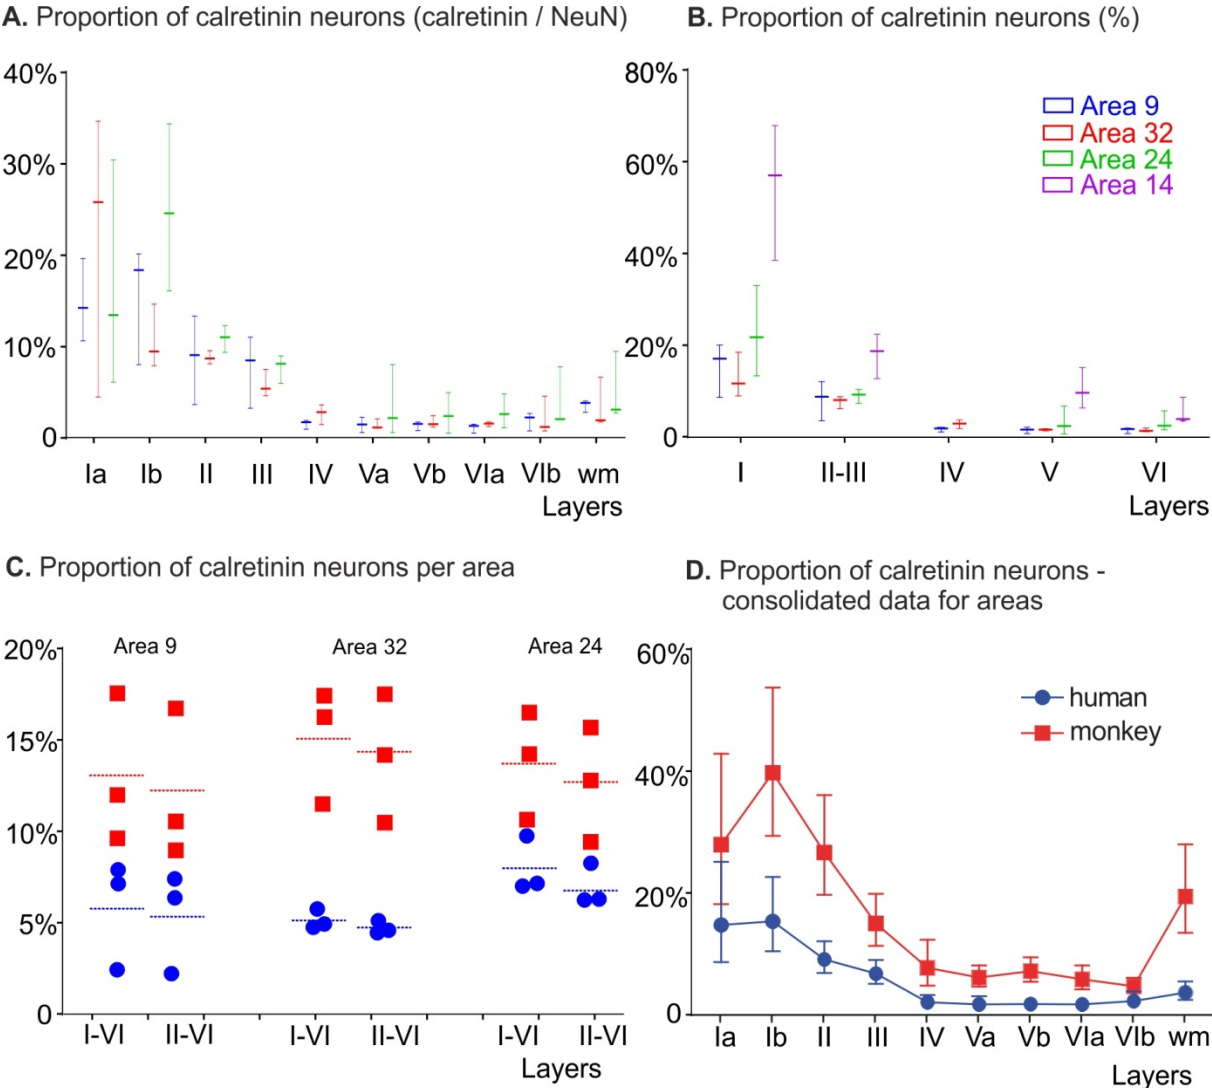 A. Proportion of calretinin neurons (calretinin / NeuN)
40%
30%
20%
10%
0
Ia Ib II III IV Va Vb VIa VIb wm
Layers
B. Proportion of calretinin neurons (%)
80%
60%
40%
20%
0
Area 9
Area 32
Area 24
Area 14
I II-III IV V VI
Layers
C. Proportion of calretinin neurons per area
20%
15%
10%
5%
0
Area 9 Area 32 Area 24
I-VI II-VI I-VI II-VI I-VI II-VI
Layers
D. Proportion of calretinin neurons -
consolidated data for areas
60%
40%
20%
0
human
monkey
Ia Ib II III IV Va Vb VIa VIb wm
Layers